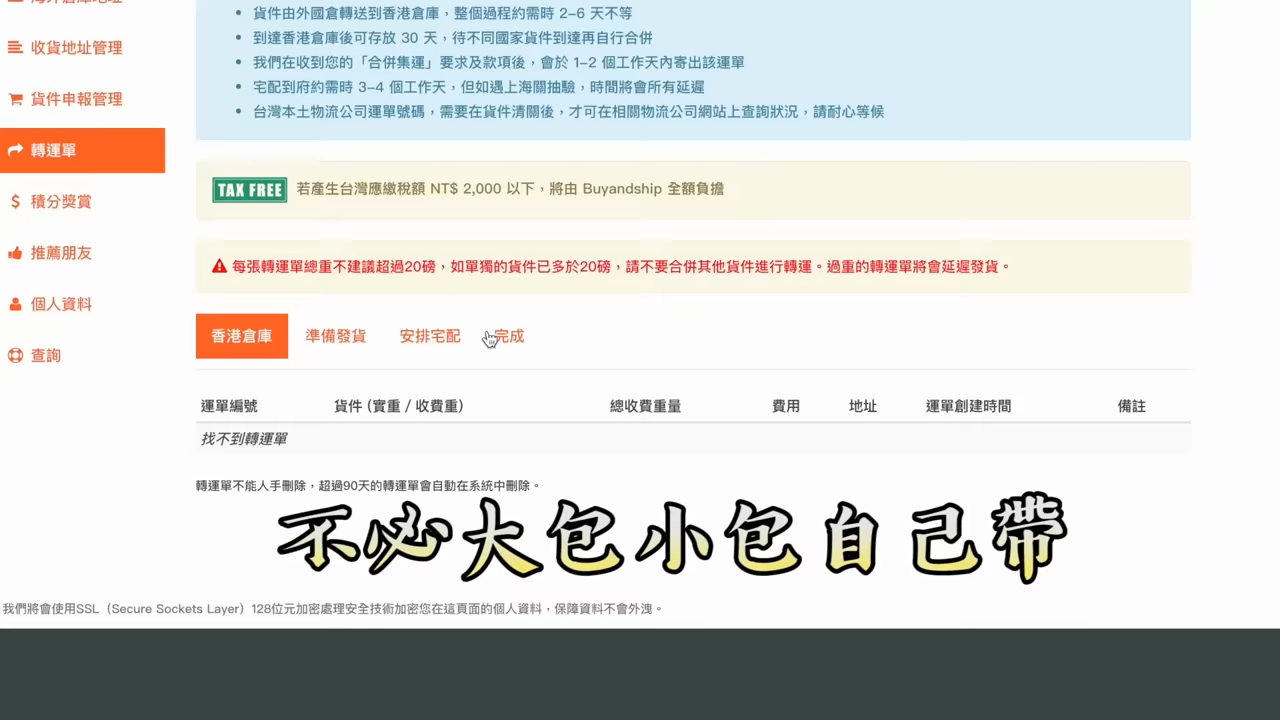 收貨地址管理
貨件申報管理
轉運單
積分獎賞
推薦朋友
個人資料
查詢
貨件由外國倉轉送到香港倉庫，整個過程約需時 2-6 天不等
到達香港倉庫後可存放 30 天，待不同國家貨件到達再自行合併
我們在收到您的「合併集運」要求及款項後，會於 1-2 個工作天內寄出該運單
宅配到府約需時 3-4 個工作天，但如遇上海關抽驗，時間將會所有延遲
台灣本土物流公司運單號碼，需要在貨件清關後，才可在相關物流公司網站上查詢狀況，請耐心等候
TAX FREE 若產生台灣應繳稅額 NT$ 2,000 以下，將由 Buyandship 全額負擔
每張轉運單總重不建議超過20磅，如單獨的貨件已多於20磅，請不要合併其他貨件進行轉運。過重的轉運單將會延遲發貨。
香港倉庫 準備發貨 安排宅配 完成
運單編號 貨件 (實重 / 收費重) 總收費重量 費用 地址 運單創建時間 備註
找不到轉運單
轉運單不能人手刪除，超過90天的轉運單會自動在系統中刪除。
不必大包小包自己帶
我們將會使用SSL（Secure Sockets Layer）128位元加密處理安全技術加密您在這頁面的個人資料，保障資料不會外洩。